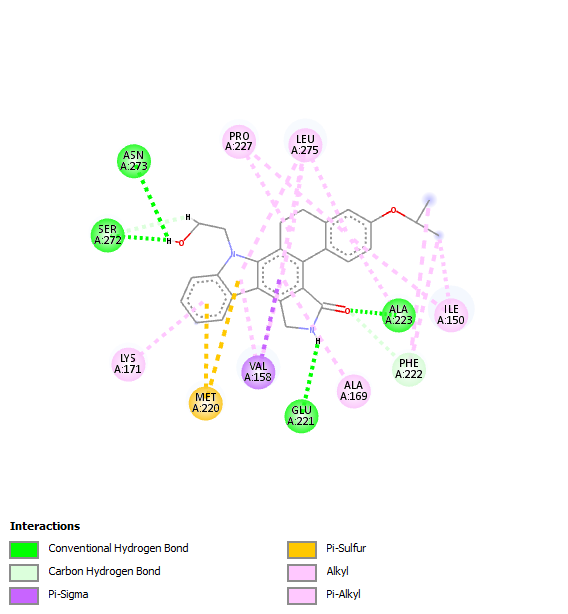 PRO
A:227
LEU
A:275
ASN
A:273
O
H
SER
A:272
H
O
N
O
ALA
A:223
ILE
A:150
N
H
LYS
A:171
VAL
A:158
PHE
A:222
MET
A:220
ALA
A:169
GLU
A:221
Interactions
Conventional Hydrogen Bond
Carbon Hydrogen Bond
Pi-Sigma
Pi-Sulfur
Alkyl
Pi-Alkyl